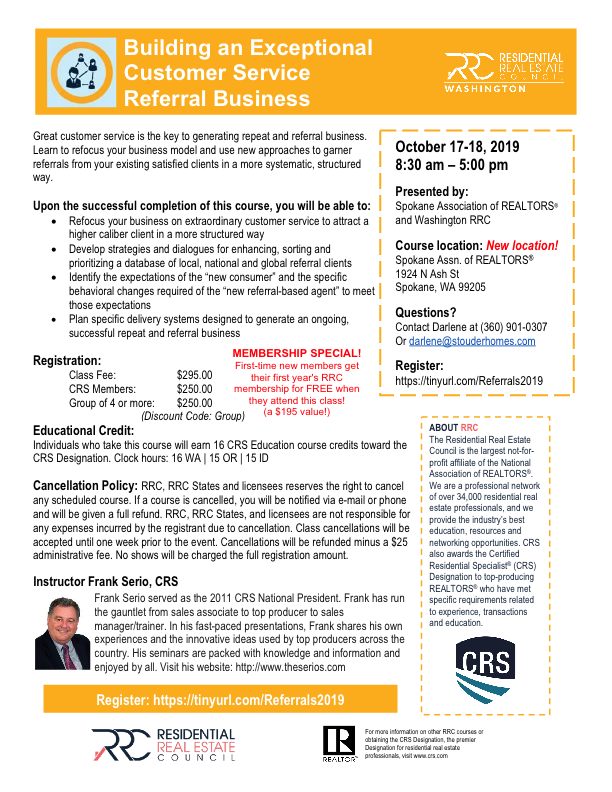 Building an Exceptional
Customer Service
Referral Business
RRC RESIDENTIAL
REAL ESTATE
COUNCIL
WASHINGTON
Great customer service is the key to generating repeat and referral business.
Learn to refocus your business model and use new approaches to garner
referrals from your existing satisfied clients in a more systematic, structured
way.
Upon the successful completion of this course, you will be able to:
• Refocus your business on extraordinary customer service to attract a
higher caliber client in a more structured way
• Develop strategies and dialogues for enhancing, sorting and
prioritizing a database of local, national and global referral clients
• Identify the expectations of the “new consumer” and the specific
behavioral changes required of the “new referral-based agent” to meet
those expectations
• Plan specific delivery systems designed to generate an ongoing,
successful repeat and referral business
Registration:
Class Fee: $295.00
CRS Members: $250.00
Group of 4 or more: $250.00
(Discount Code: Group)
MEMBERSHIP SPECIAL!
First-time new members get
their first year's RRC
membership for FREE when
they attend this class!
(a $195 value!)
Educational Credit:
Individuals who take this course will earn 16 CRS Education course credits toward the
CRS Designation. Clock hours: 16 WA | 15 OR | 15 ID
Cancellation Policy: RRC, RRC States and licensees reserves the right to cancel
any scheduled course. If a course is cancelled, you will be notified via e-mail or phone
and will be given a full refund. RRC, RRC States, and licensees are not responsible for
any expenses incurred by the registrant due to cancellation. Class cancellations will be
accepted until one week prior to the event. Cancellations will be refunded minus a $25
administrative fee. No shows will be charged the full registration amount.
Instructor Frank Serio, CRS
Frank Serio served as the 2011 CRS National President. Frank has run
the gauntlet from sales associate to top producer to sales
manager/trainer. In his fast-paced presentations, Frank shares his own
experiences and the innovative ideas used by top producers across the
country. His seminars are packed with knowledge and information and
enjoyed by all. Visit his website: http://www.theserios.com
Register: https://tinyurl.com/Referrals2019
October 17-18, 2019
8:30 am – 5:00 pm
Presented by:
Spokane Association of REALTORS®
and Washington RRC
Course location: New location!
Spokane Assn. of REALTORS®
1924 N Ash St
Spokane, WA 99205
Questions?
Contact Darlene at (360) 901-0307
Or darlene@stouderhomes.com
Register:
https://tinyurl.com/Referrals2019
ABOUT RRC
The Residential Real Estate
Council is the largest not-for-
profit affiliate of the National
Association of REALTORS®.
We are a professional network
of over 34,000 residential real
estate professionals, and we
provide the industry’s best
education, resources and
networking opportunities. CRS
also awards the Certified
Residential Specialist® (CRS)
Designation to top-producing
REALTORS® who have met
specific requirements related
to experience, transactions
and education.
CRS
RRC RESIDENTIAL
REAL ESTATE
COUNCIL
R
REALTOR®
For more information on other RRC courses or
obtaining the CRS Designation, the premier
Designation for residential real estate
professionals, visit www.crs.com